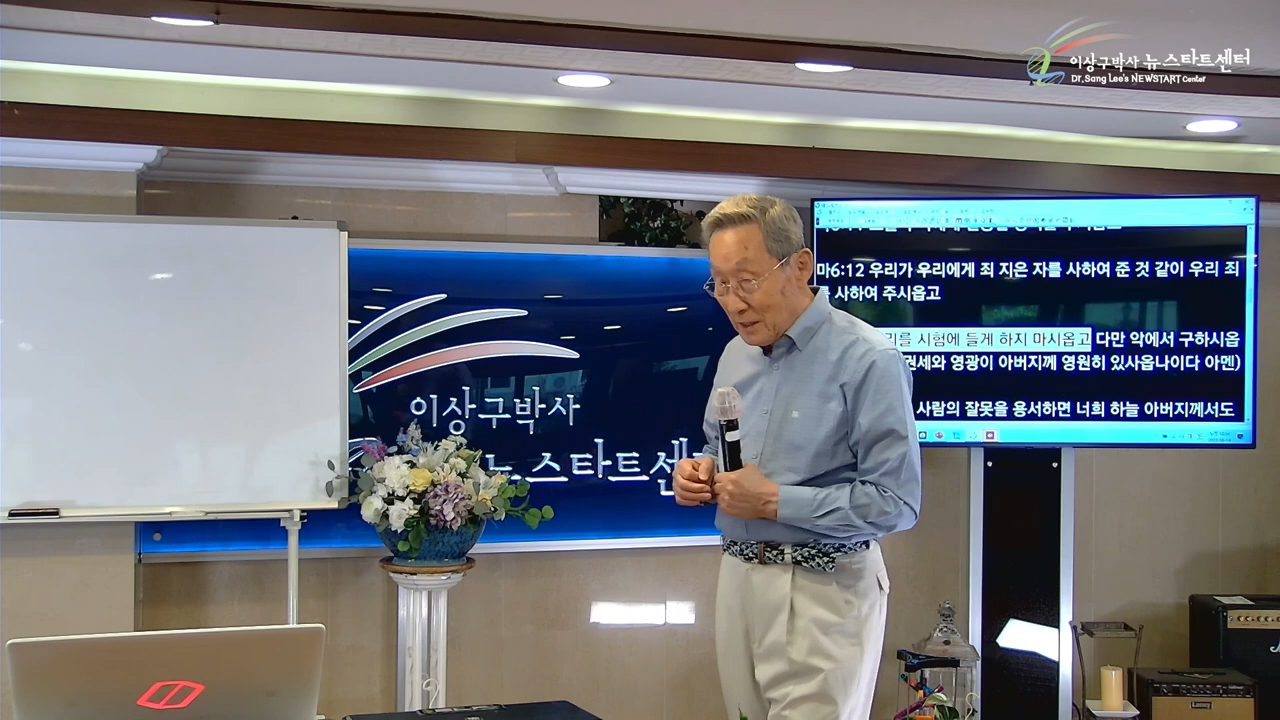 이상구박사 뉴스타트센터
Dr. Sang Lee's NEWSTART Center
이상구박사
뉴스타트센
마6:12 우리가 우리에게 죄 지은 자를 사하여 준 것 같이 우리 죄
를 사하여 주시옵고
리를 시험에 들게 하지 마시옵고 다만 악에서 구하시옵
권세와 영광이 아버지께 영원히 있사옵나이다 아멘)
사람의 잘못을 용서하면 너희 하늘 아버지께서도
Laney